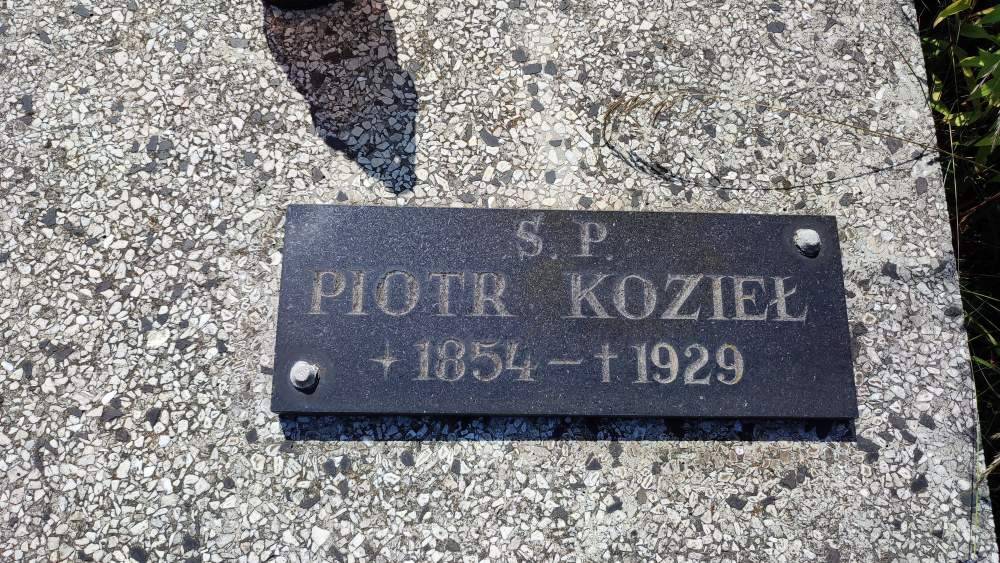 Ś. P.
PIOTR KOZIEŁ
+ 1854 – † 1929